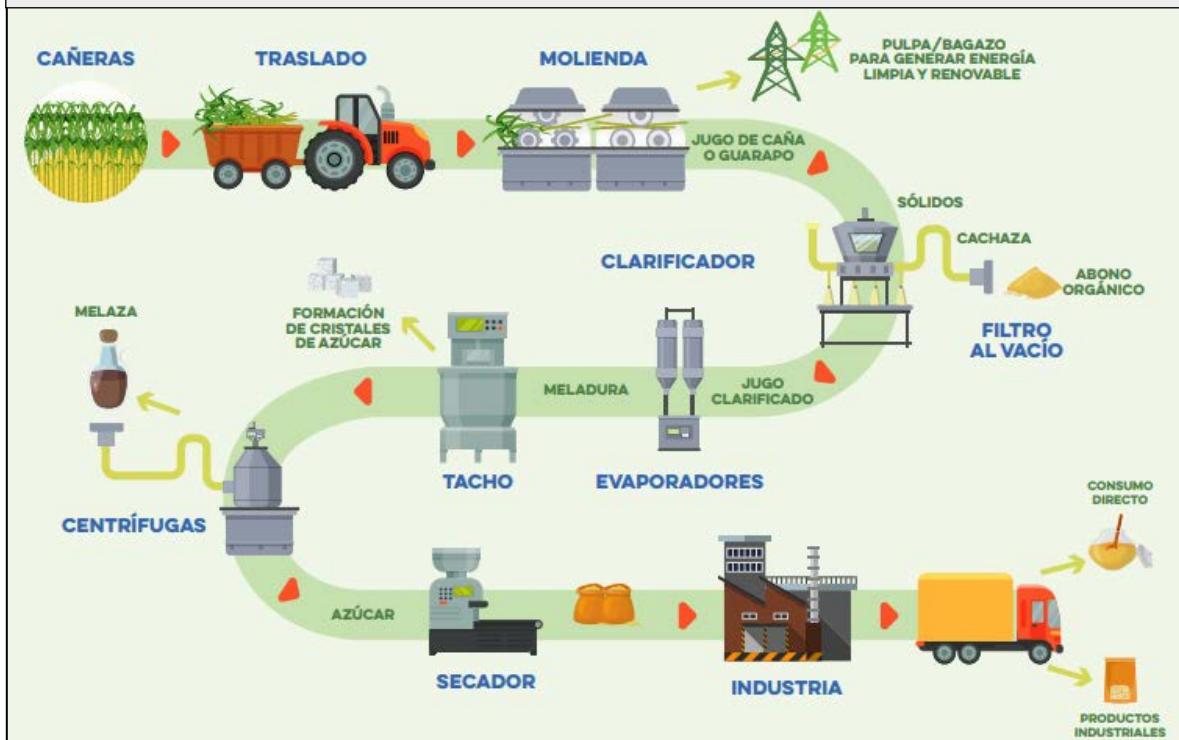 CAÑERAS
TRASLADO
MOLIENDA
PULPA/BAGAZO
PARA GENERAR ENERGÍA
LIMPIA Y RENOVABLE
JUGO DE CAÑA
O GUARAPO
SÓLIDOS
CACHAZA
CLARIFICADOR
ABONO
ORGÁNICO
FILTRO
AL VACÍO
MELAZA
FORMACIÓN
DE CRISTALES
DE AZÚCAR
MELADURA
JUGO
CLARIFICADO
TACHO
EVAPORADORES
CENTRÍFUGAS
CONSUMO
DIRECTO
AZÚCAR
SECADOR
INDUSTRIA
PRODUCTOS
INDUSTRIALES